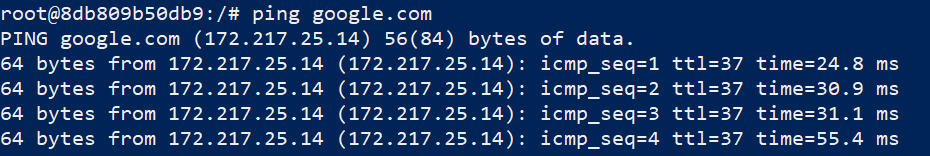 root@8db809b50db9:/# ping google.com
PING google.com (172.217.25.14) 56(84) bytes of data.
64 bytes from 172.217.25.14 (172.217.25.14): icmp_seq=1 ttl=37 time=24.8 ms
64 bytes from 172.217.25.14 (172.217.25.14): icmp_seq=2 ttl=37 time=30.9 ms
64 bytes from 172.217.25.14 (172.217.25.14): icmp_seq=3 ttl=37 time=31.1 ms
64 bytes from 172.217.25.14 (172.217.25.14): icmp_seq=4 ttl=37 time=55.4 ms